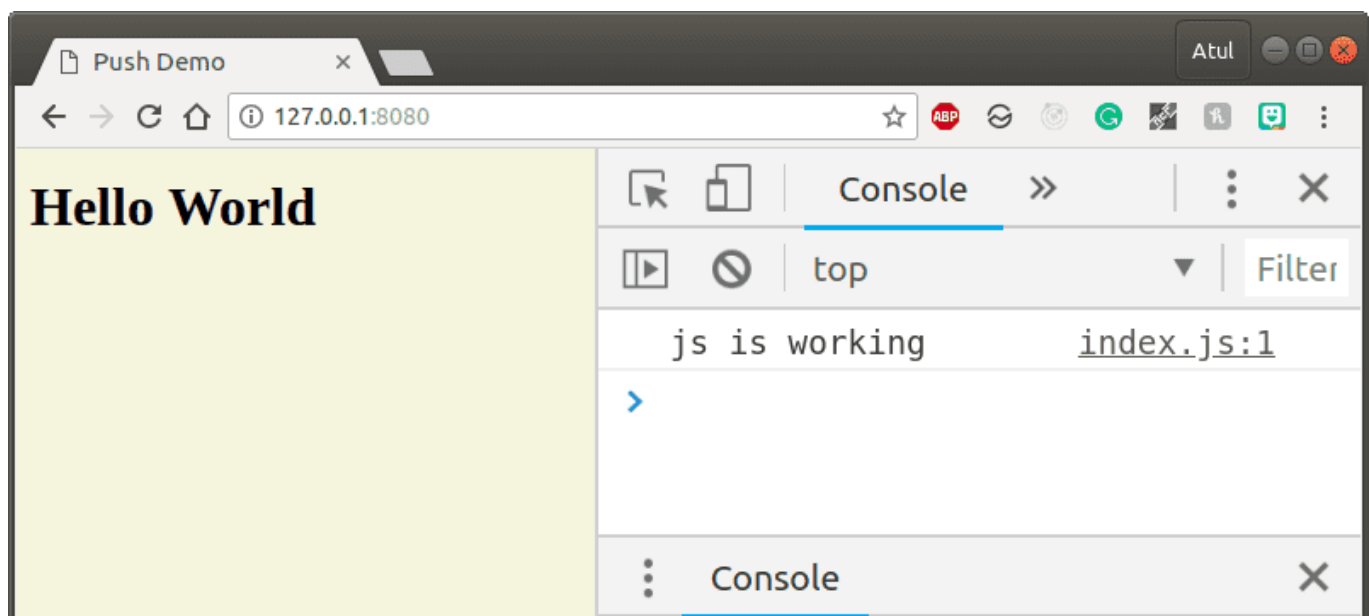 Push Demo
Atul
127.0.0.1:8080
ABP
Hello World
Console
top
Filter
js is working index.js:1
Console